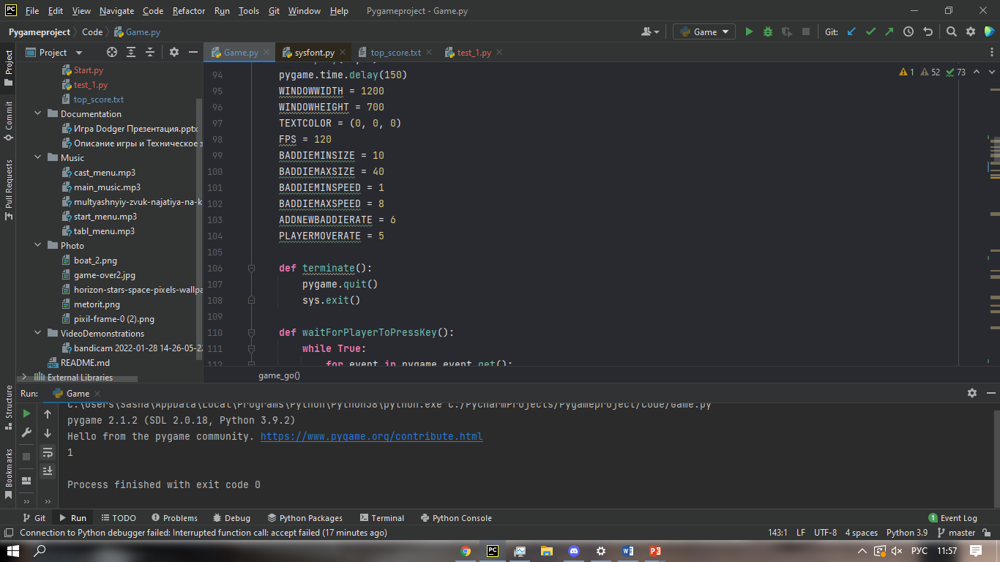 PC File Edit View Navigate Code Refactor Run Tools Git Window Help Pygameproject - Game.py
Pygameproject Code Game.py Game Git:
Project
Game.py sysfont.py top_score.txt test_1.py
Project
Commit
Pull Requests
Structure
Bookmarks
Start.py
test_1.py
top_score.txt
Documentation
Игра Dodger Презентация.pptx
Описание игры и Техническое з
Music
cast_menu.mp3
main_music.mp3
multyashnyiy-zvuk-najatiya-na-k
start_menu.mp3
tabl_menu.mp3
Photo
boat_2.png
game-over2.jpg
horizon-stars-space-pixels-wallpa
metorit.png
pixil-frame-0 (2).png
VideoDemonstrations
bandicam 2022-01-28 14-26-05-22
README.md
External Libraries
1 52 73
94 pygame.time.delay(150)
95 WINDOWWIDTH = 1200
96 WINDOWHEIGHT = 700
97 TEXTCOLOR = (0, 0, 0)
98 FPS = 120
99 BADDIEMINSIZE = 10
100 BADDIEMAXSIZE = 40
101 BADDIEMINSPEED = 1
102 BADDIEMAXSPEED = 8
103 ADDNEWBADDIERATE = 6
104 PLAYERMOVERATE = 5
105
106 def terminate():
107 pygame.quit()
108 sys.exit()
109
110 def waitForPlayerToPressKey():
111 while True:
112 for event in pygame.event.get():
game_go()
Run: Game
C:\Users\Sasha\AppData\Local\Programs\Python\Python38\python.exe C:/PycharmProjects/Pygameproject/Code/Game.py
pygame 2.1.2 (SDL 2.0.18, Python 3.9.2)
Hello from the pygame community. https://www.pygame.org/contribute.html
1
Process finished with exit code 0
Git Run TODO Problems Debug Python Packages Terminal Python Console 1 Event Log
Connection to Python debugger failed: Interrupted function call: accept failed (17 minutes ago) 143:1 LF UTF-8 4 spaces Python 3.9 master
PC W P РУС 11:57